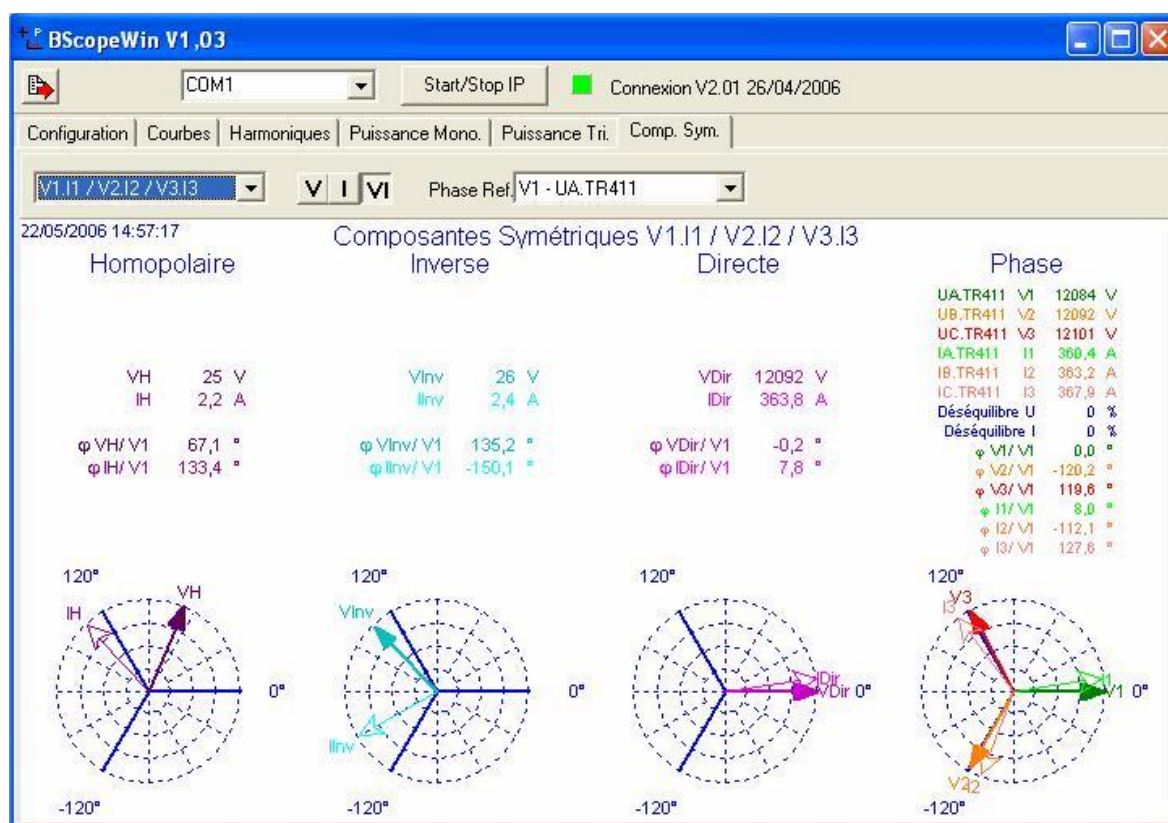 BScopeWin V1,03
COM1 Start/Stop IP Connexion V2.01 26/04/2006
Configuration Courbes Harmoniques Puissance Mono. Puissance Tri. Comp. Sym.
V1.I1 / V2.I2 / V3.I3 V I VI Phase Ref. V1 - UA.TR411
22/05/2006 14:57:17
Composantes Symétriques V1.I1 / V2.I2 / V3.I3
Homopolaire Inverse Directe Phase
UA.TR411 V1 12084 V
UB.TR411 V2 12092 V
UC.TR411 V3 12101 V
IA.TR411 I1 360,4 A
VH 25 V VInv 26 V VDir 12092 V IB.TR411 I2 363,2 A
IH 2,2 A IInv 2,4 A IDir 363,8 A IC.TR411 I3 367,9 A
Déséquilibre U 0 %
Déséquilibre I 0 %
φ VH/ V1 67,1 ° φ VInv/ V1 135,2 ° φ VDir/ V1 -0,2 ° φ V1/ V1 0,0 °
φ IH/ V1 133,4 ° φ IInv/ V1 -150,1 ° φ IDir/ V1 7,8 ° φ V2/ V1 -120,2 °
φ V3/ V1 119,6 °
φ I1/ V1 8,0 °
φ I2/ V1 -112,1 °
φ I3/ V1 127,6 °
120° 120° 120° 120°
VH V3
IH VInv I3
IDir
0° 0° VDir 0° V1 0°
IInv
V2 I2
-120° -120° -120° -120°